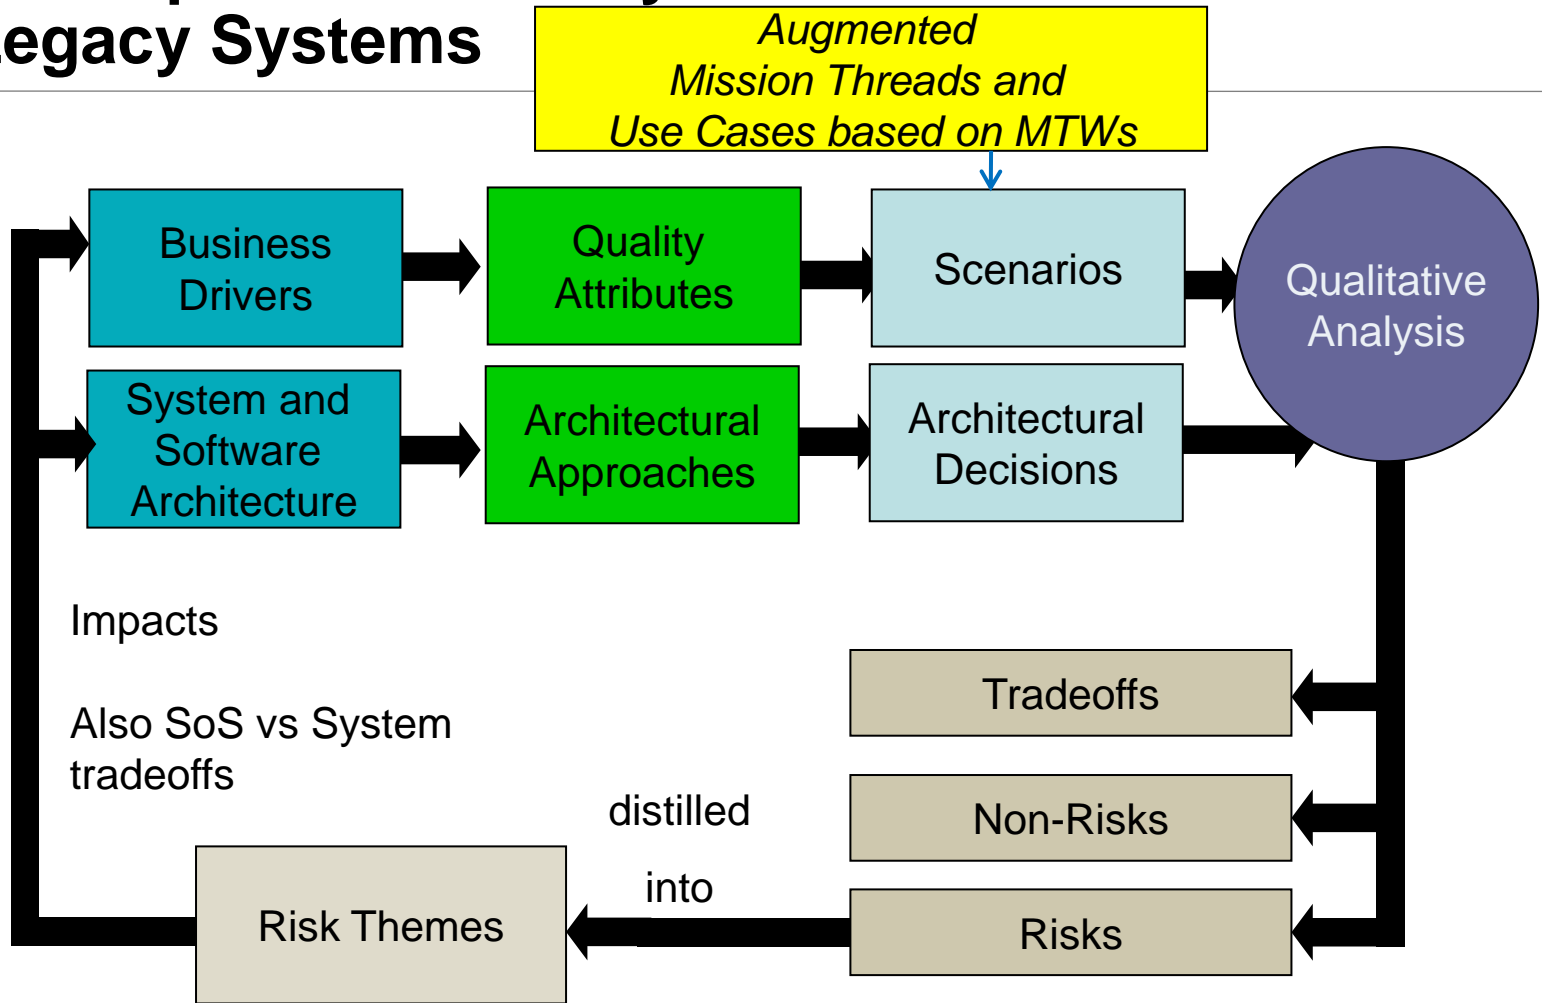 Legacy Systems
Augmented
Mission Threads and
Use Cases based on MTWs
Business
Drivers
Quality
Attributes
Scenarios
Qualitative
Analysis
System and
Software
Architecture
Architectural
Approaches
Architectural
Decisions
Impacts
Also SoS vs System
tradeoffs
Tradeoffs
distilled
into
Non-Risks
Risk Themes
Risks